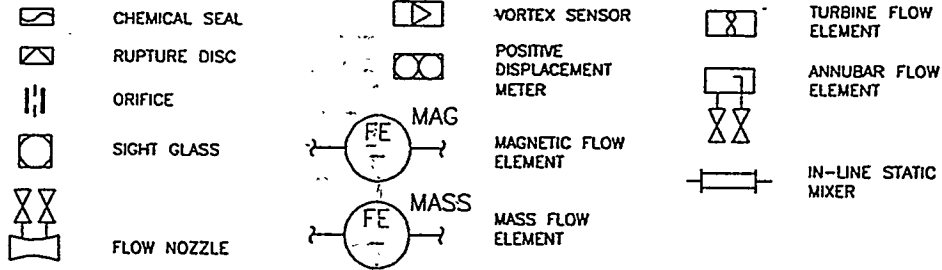 CHEMICAL SEAL
RUPTURE DISC
ORIFICE
SIGHT GLASS
FLOW NOZZLE
VORTEX SENSOR
POSITIVE
DISPLACEMENT
METER
MAG
FE
MAGNETIC FLOW
ELEMENT
MASS
FE
MASS FLOW
ELEMENT
TURBINE FLOW
ELEMENT
ANNUBAR FLOW
ELEMENT
IN-LINE STATIC
MIXER